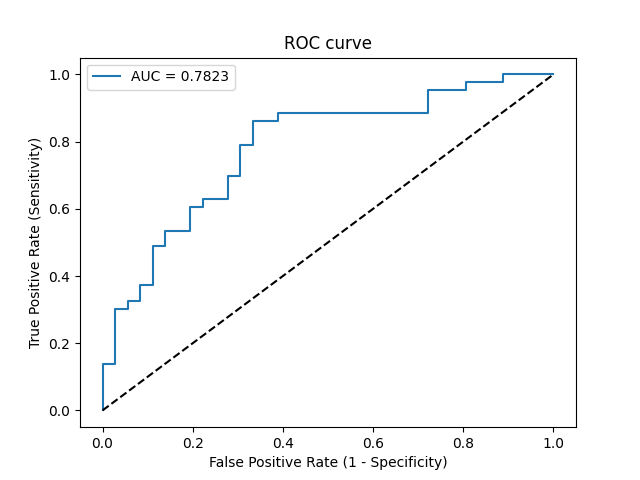 ROC curve
AUC = 0.7823
1.0
0.8
0.6
0.4
0.2
0.0
True Positive Rate (Sensitivity)
0.0 0.2 0.4 0.6 0.8 1.0
False Positive Rate (1 - Specificity)